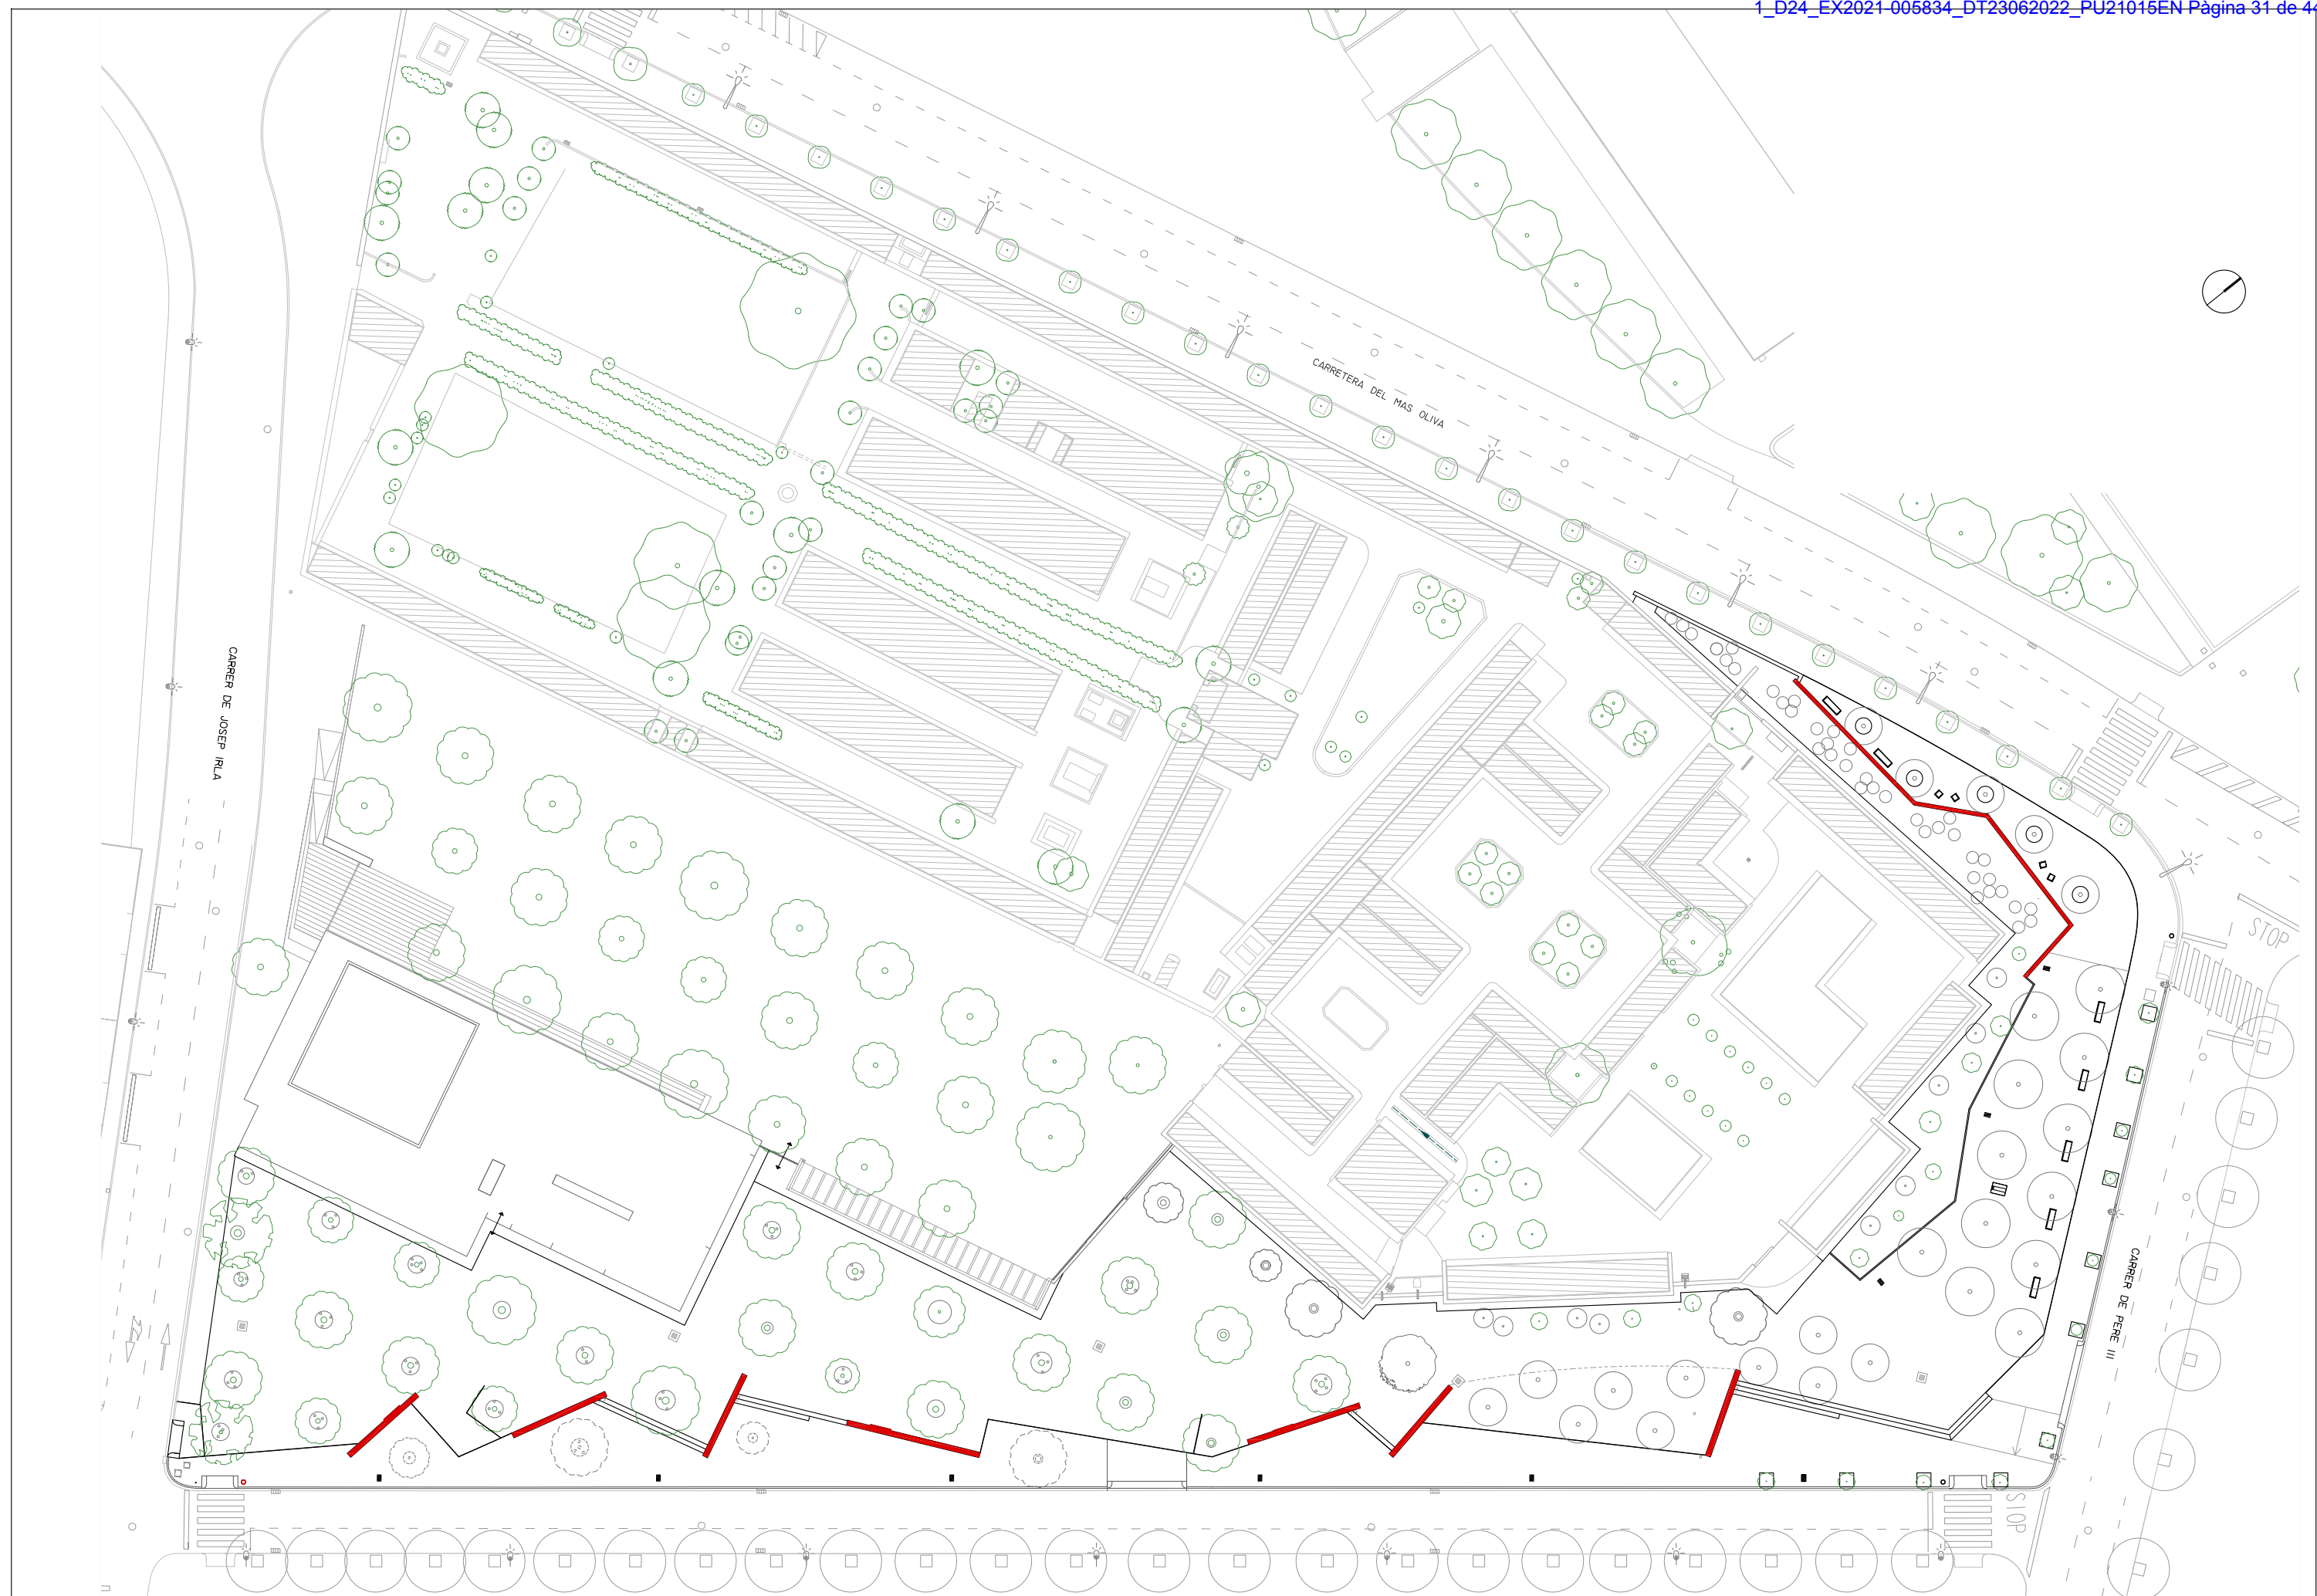 1_D24_EX2021-005834_DT23062022_PU21015EN Pàgina 31 de 44
CARRETERA DEL MAS OLIVA
CARRER DE JOSEP IRLA
STOP
CARRER DE PERE III
STOP